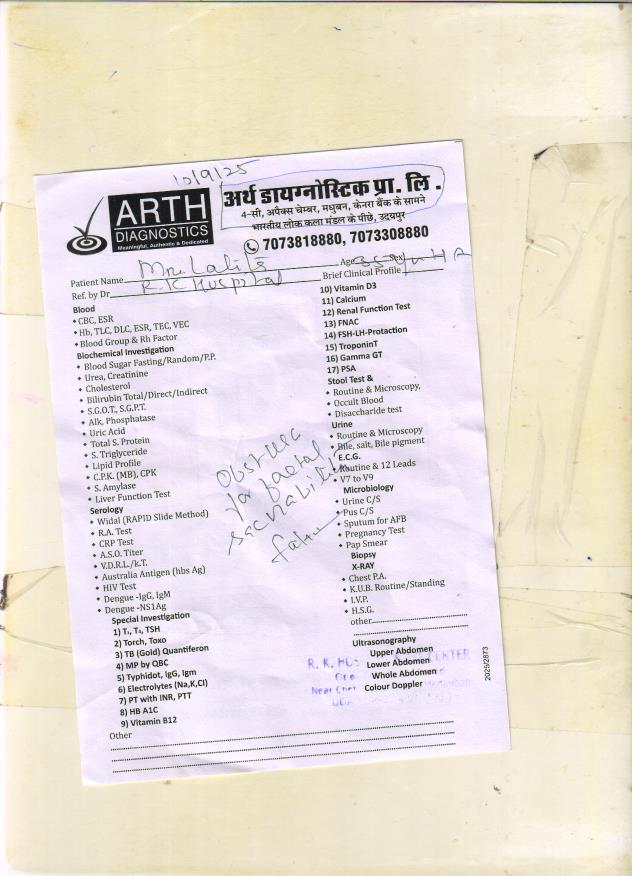 10/9/25
ARTH
DIAGNOSTICS
Meaningful, Authentic & Dedicated
अर्थ डायग्नोस्टिक प्रा. लि .
4-सी, अपैक्स चेम्बर, मधुबन, केनरा बैंक के सामने
भारतीय लोक कला मंडल के पीछे, उदयपुर
7073818880, 7073308880
Patient Name Mrs Lalis Age 35 Sex
Ref. by Dr R.K Huspital Brief Clinical Profile
Blood
• CBC, ESR
• Hb, TLC, DLC, ESR, TEC, VEC
• Blood Group & Rh Factor
Biochemical Investigation
• Blood Sugar Fasting/Random/P.P.
• Urea, Creatinine
• Cholesterol
• Bilirubin Total/Direct/Indirect
• S.G.O.T., S.G.P.T.
• Alk, Phosphatase
• Uric Acid
• Total S. Protein
• S. Triglyceride
• Lipid Profile
• C.P.K. (MB), CPK
• S. Amylase
• Liver Function Test
Serology
• Widal (RAPID Slide Method)
• R.A. Test
• CRP Test
• A.S.O. Titer
• V.D.R.L./k.T.
• Australia Antigen (hbs Ag)
• HIV Test
• Dengue -IgG, IgM
• Dengue -NS1Ag
Special Investigation
1) T₃, T₄, TSH
2) Torch, Toxo
3) TB (Gold) Quantiferon
4) MP by QBC
5) Typhidot, IgG, Igm
6) Electrolytes (Na,K,Cl)
7) PT with INR, PTT
8) HB A1C
9) Vitamin B12
Other
10) Vitamin D3
11) Calcium
12) Renal Function Test
13) FNAC
14) FSH-LH-Protaction
15) TroponinT
16) Gamma GT
17) PSA
Stool Test &
• Routine & Microscopy,
• Occult Blood
• Disaccharide test
Urine
• Routine & Microscopy
• Bile, salt, Bile pigment
E.C.G.
• Routine & 12 Leads
• V7 to V9
Microbiology
• Urine C/S
• Pus C/S
• Sputum for AFB
• Pregnancy Test
• Pap Smear
Biopsy
X-RAY
• Chest P.A.
• K.U.B. Routine/Standing
• I.V.P.
• H.S.G.
other
Ultrasonography
Upper Abdomen
Lower Abdomen
Whole Abdomen
Colour Doppler
obst USG
for faetal
R. K. HOS CENTER
Near
2025/2873